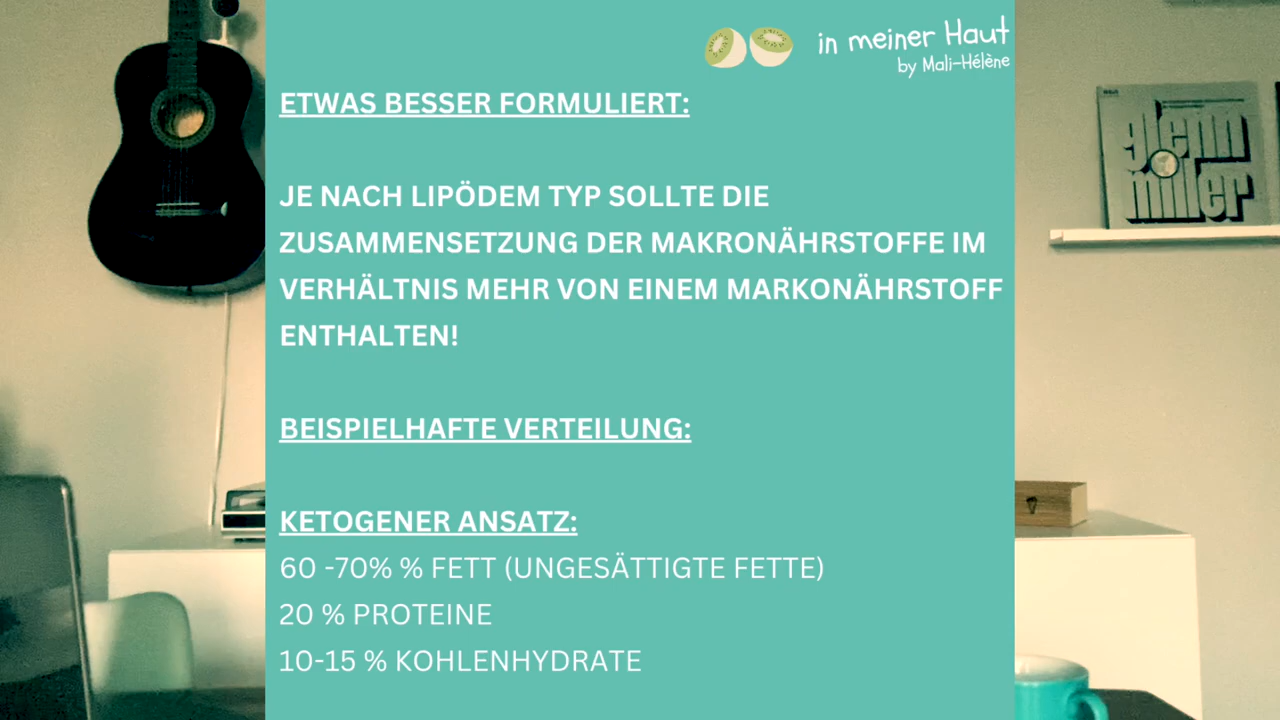 in meiner Haut
by Mali-Hélène
ETWAS BESSER FORMULIERT:
JE NACH LIPÖDEM TYP SOLLTE DIE
ZUSAMMENSETZUNG DER MAKRONÄHRSTOFFE IM
VERHÄLTNIS MEHR VON EINEM MARKONÄHRSTOFF
ENTHALTEN!
BEISPIELHAFTE VERTEILUNG:
KETOGENER ANSATZ:
60 -70% % FETT (UNGESÄTTIGTE FETTE)
20 % PROTEINE
10-15 % KOHLENHYDRATE
glenn
miller